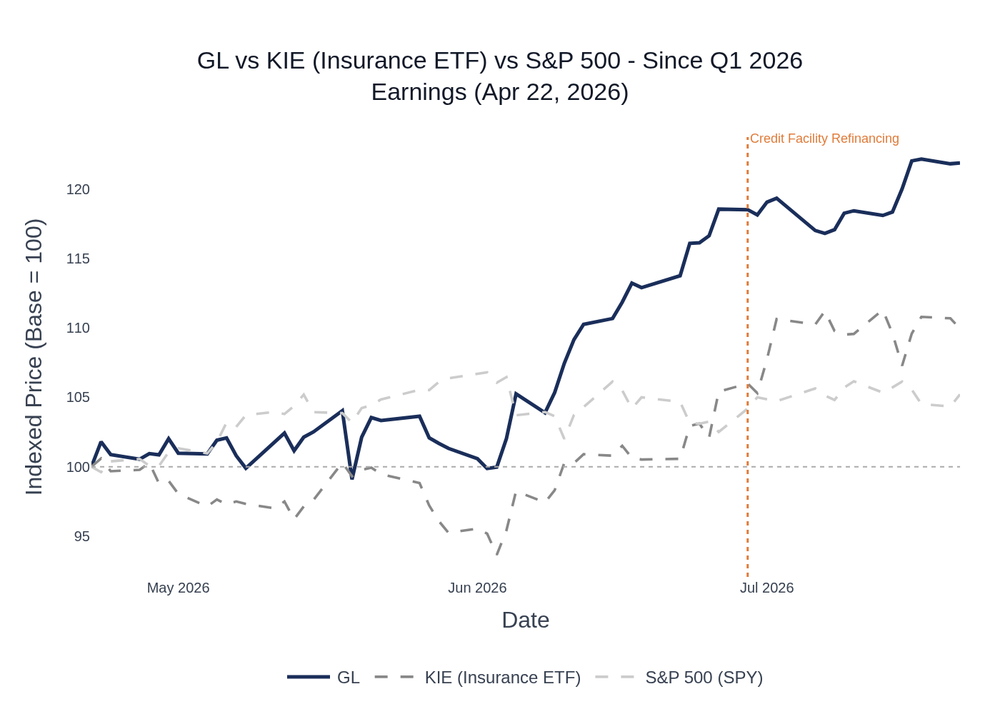 GL vs KIE (Insurance ETF) vs S&P 500 - Since Q1 2026
Earnings (Apr 22, 2026)
Credit Facility Refinancing
Indexed Price (Base = 100)
120
115
110
105
100
95
May 2026
Jun 2026
Jul 2026
Date
GL
KIE (Insurance ETF)
S&P 500 (SPY)